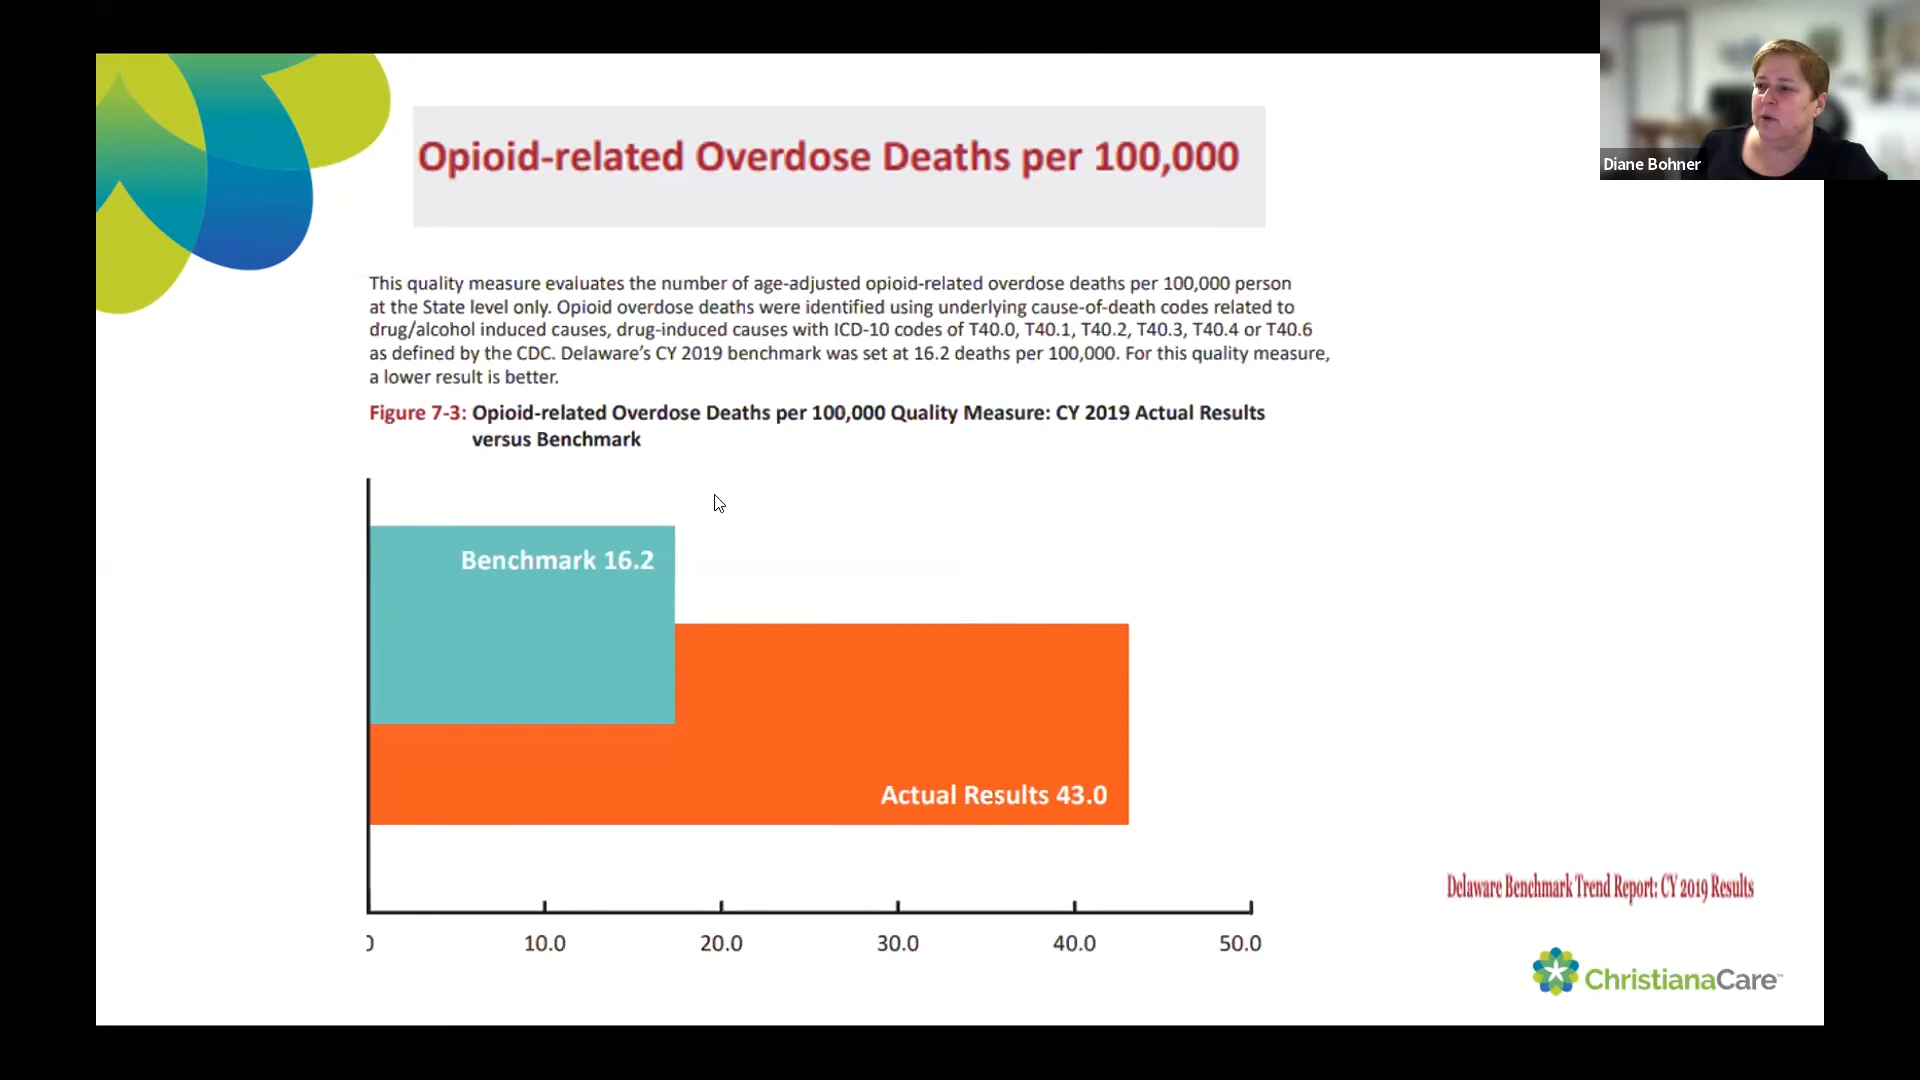 Opioid-related Overdose Deaths per 100,000
Diane Bohner
This quality measure evaluates the number of age-adjusted opioid-related overdose deaths per 100,000 person
at the State level only. Opioid overdose deaths were identified using underlying cause-of-death codes related to
drug/alcohol induced causes, drug-induced causes with ICD-10 codes of T40.0, T40.1, T40.2, T40.3, T40.4 or T40.6
as defined by the CDC. Delaware's CY 2019 benchmark was set at 16.2 deaths per 100,000. For this quality measure,
a lower result is better.
Figure 7-3: Opioid-related Overdose Deaths per 100,000 Quality Measure: CY 2019 Actual Results
versus Benchmark
Benchmark 16.2
Actual Results 43.0
0 10.0 20.0 30.0 40.0 50.0
Delaware Benchmark Trend Report: CY 2019 Results
ChristianaCare™